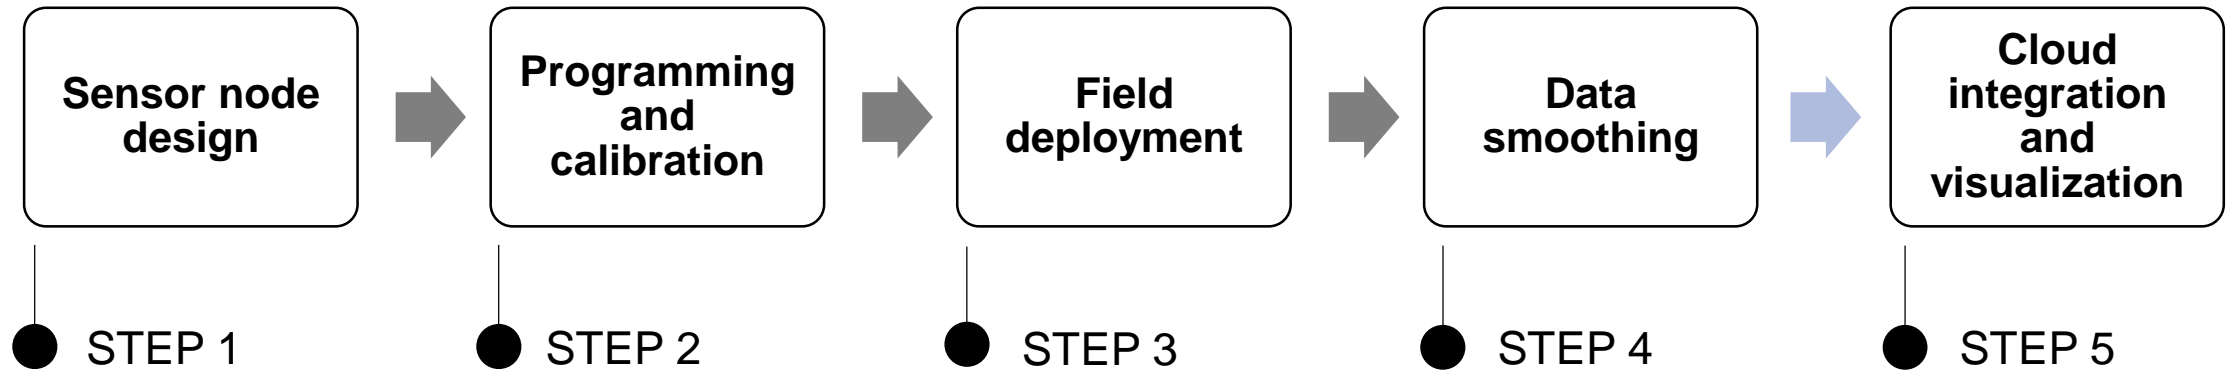 Sensor node
design
Programming
and
calibration
Field
deployment
Data
smoothing
Cloud
integration
and
visualization
STEP 1
STEP 2
STEP 3
STEP 4
STEP 5